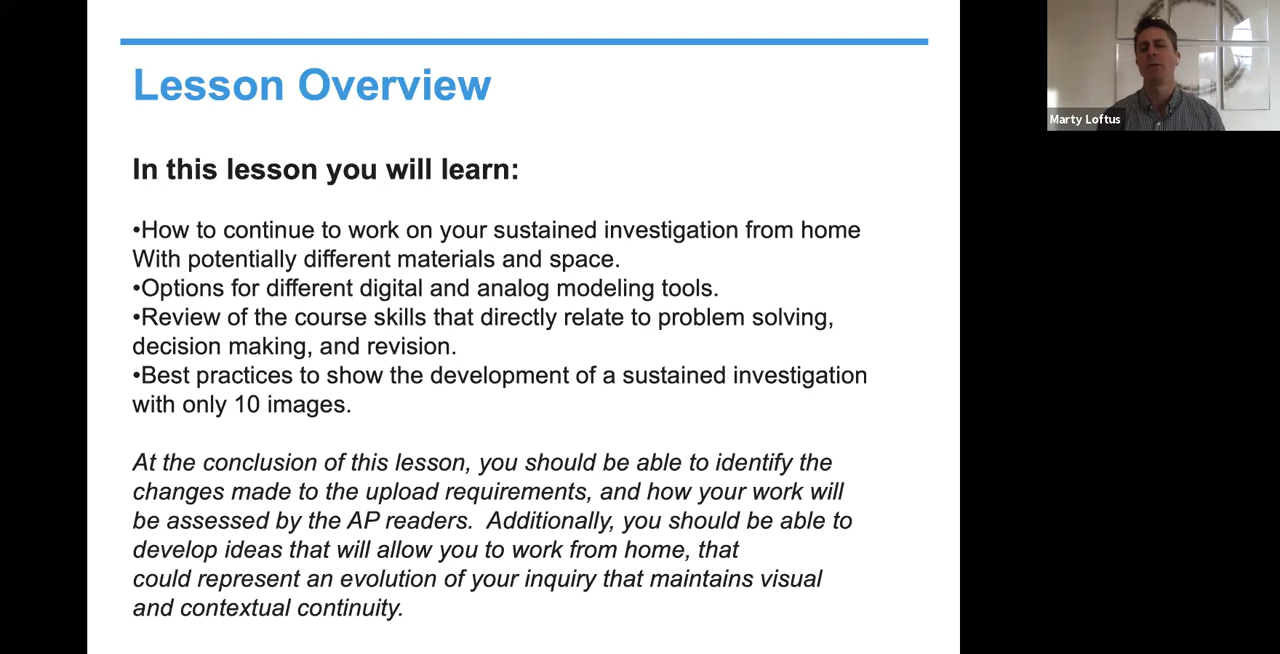 Lesson Overview
In this lesson you will learn:
•How to continue to work on your sustained investigation from home
With potentially different materials and space.
•Options for different digital and analog modeling tools.
•Review of the course skills that directly relate to problem solving,
decision making, and revision.
•Best practices to show the development of a sustained investigation
with only 10 images.
At the conclusion of this lesson, you should be able to identify the
changes made to the upload requirements, and how your work will
be assessed by the AP readers.  Additionally, you should be able to
develop ideas that will allow you to work from home, that
could represent an evolution of your inquiry that maintains visual
and contextual continuity.
Marty Loftus